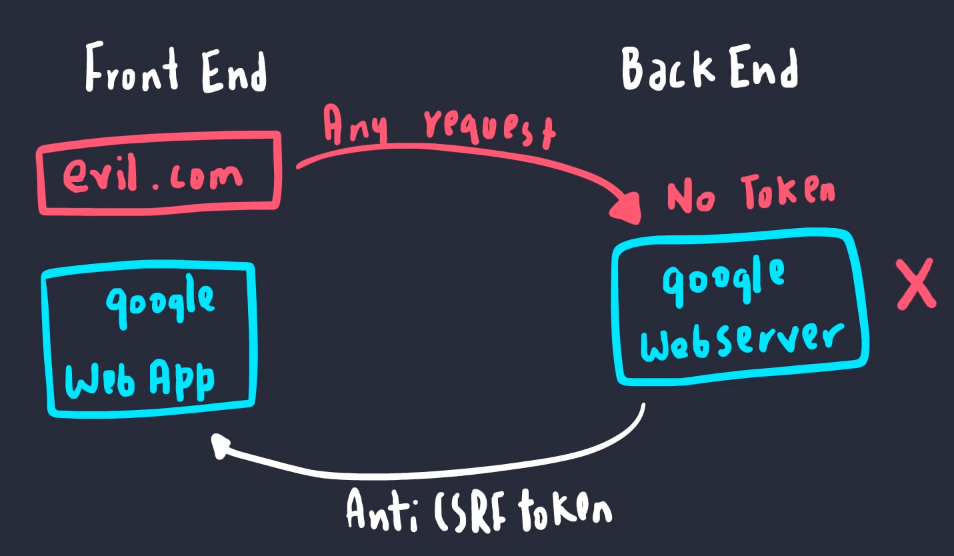 Front End
Back End
Any request
evil.com
No Token
google
Web App
google
Webserver
X
Anti CSRF token